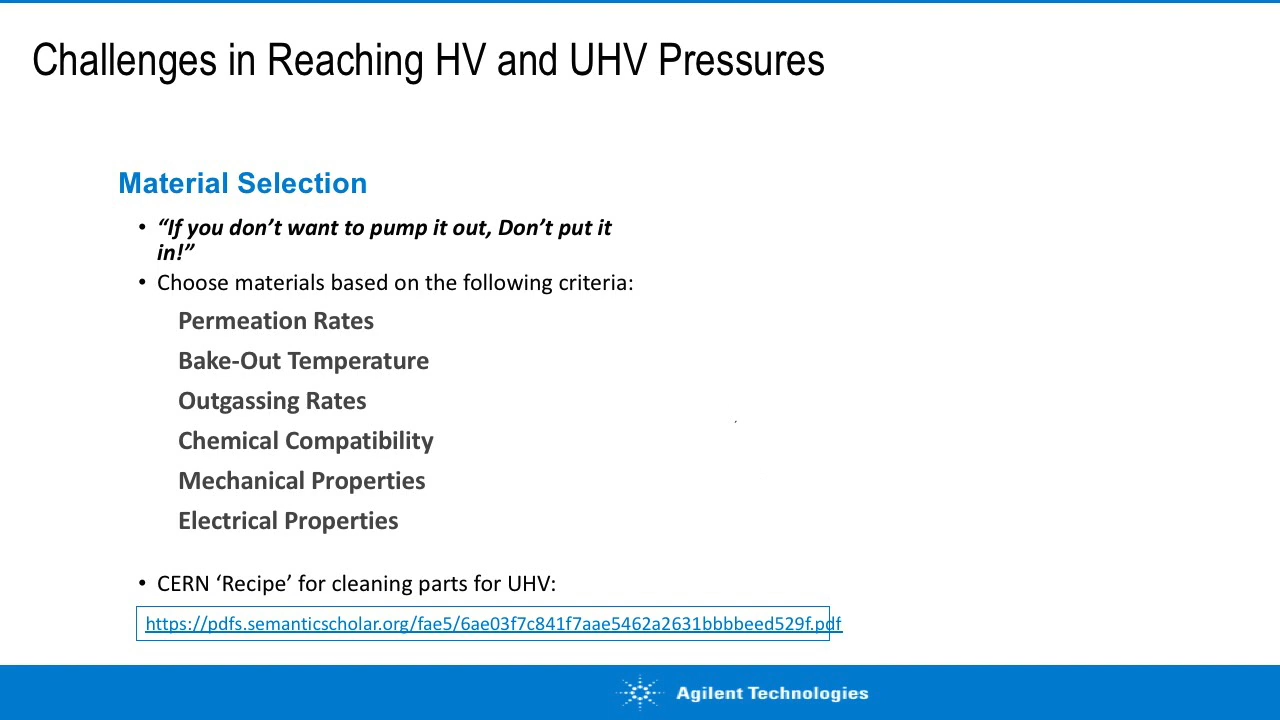 Challenges in Reaching HV and UHV Pressures
Material Selection
• “If you don’t want to pump it out, Don’t put it
in!”
• Choose materials based on the following criteria:
Permeation Rates
Bake-Out Temperature
Outgassing Rates
Chemical Compatibility
Mechanical Properties
Electrical Properties
• CERN ‘Recipe’ for cleaning parts for UHV:
https://pdfs.semanticscholar.org/fae5/6ae03f7c841f7aae5462a2631bbbbeed529f.pdf
Agilent Technologies